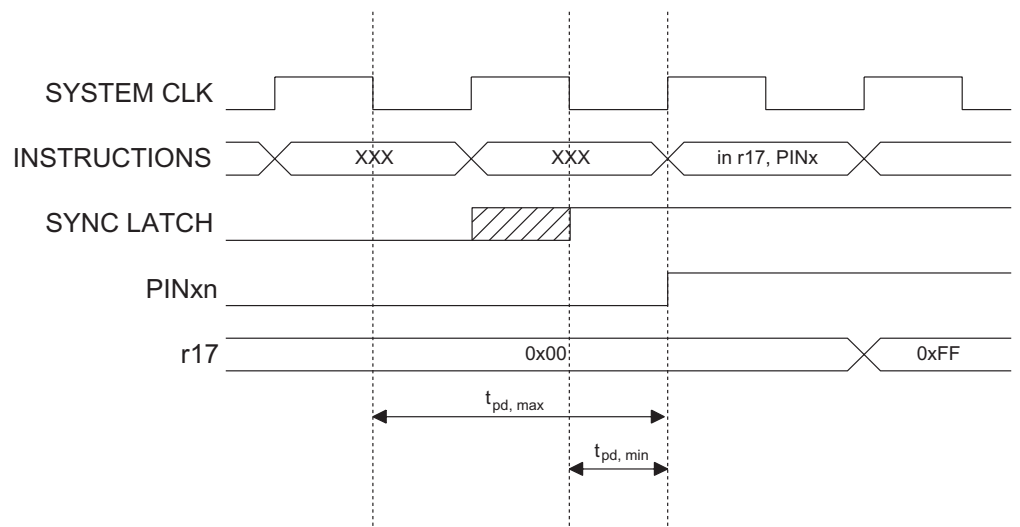 SYSTEM CLK
INSTRUCTIONS XXX XXX in r17, PINx
SYNC LATCH
PINxn
r17 0x00 0xFF
tpd, max
tpd, min